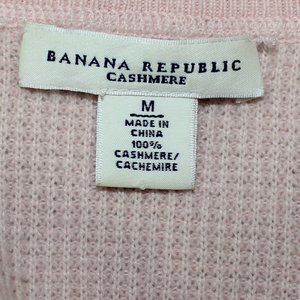 BANANA REPUBLIC
CASHMERE
M
MADE IN
CHINA
100%
CASHMERE/
CACHEMIRE